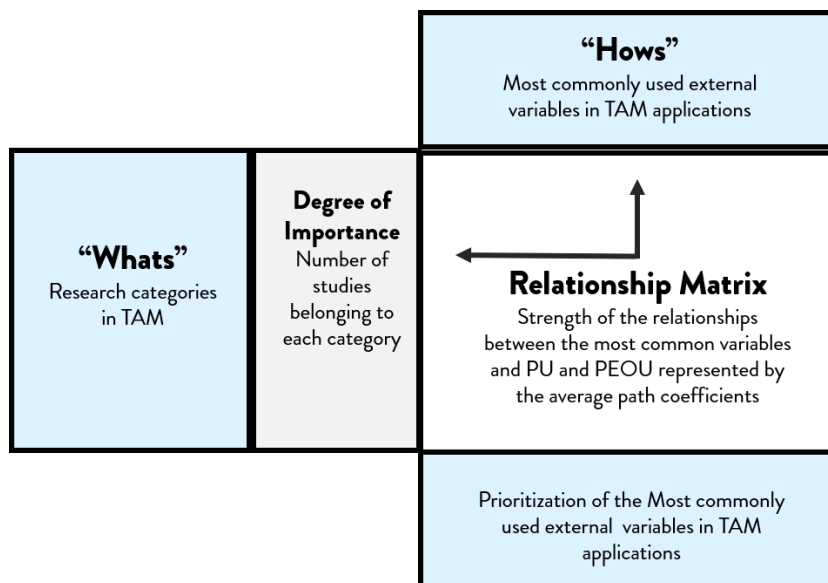 “Hows”
Most commonly used external
variables in TAM applications
“Whats”
Research categories
in TAM
Degree of
Importance
Number of
studies
belonging to
each category
Relationship Matrix
Strength of the relationships
between the most common variables
and PU and PEOU represented by
the average path coefficients
Prioritization of the Most commonly
used external variables in TAM
applications